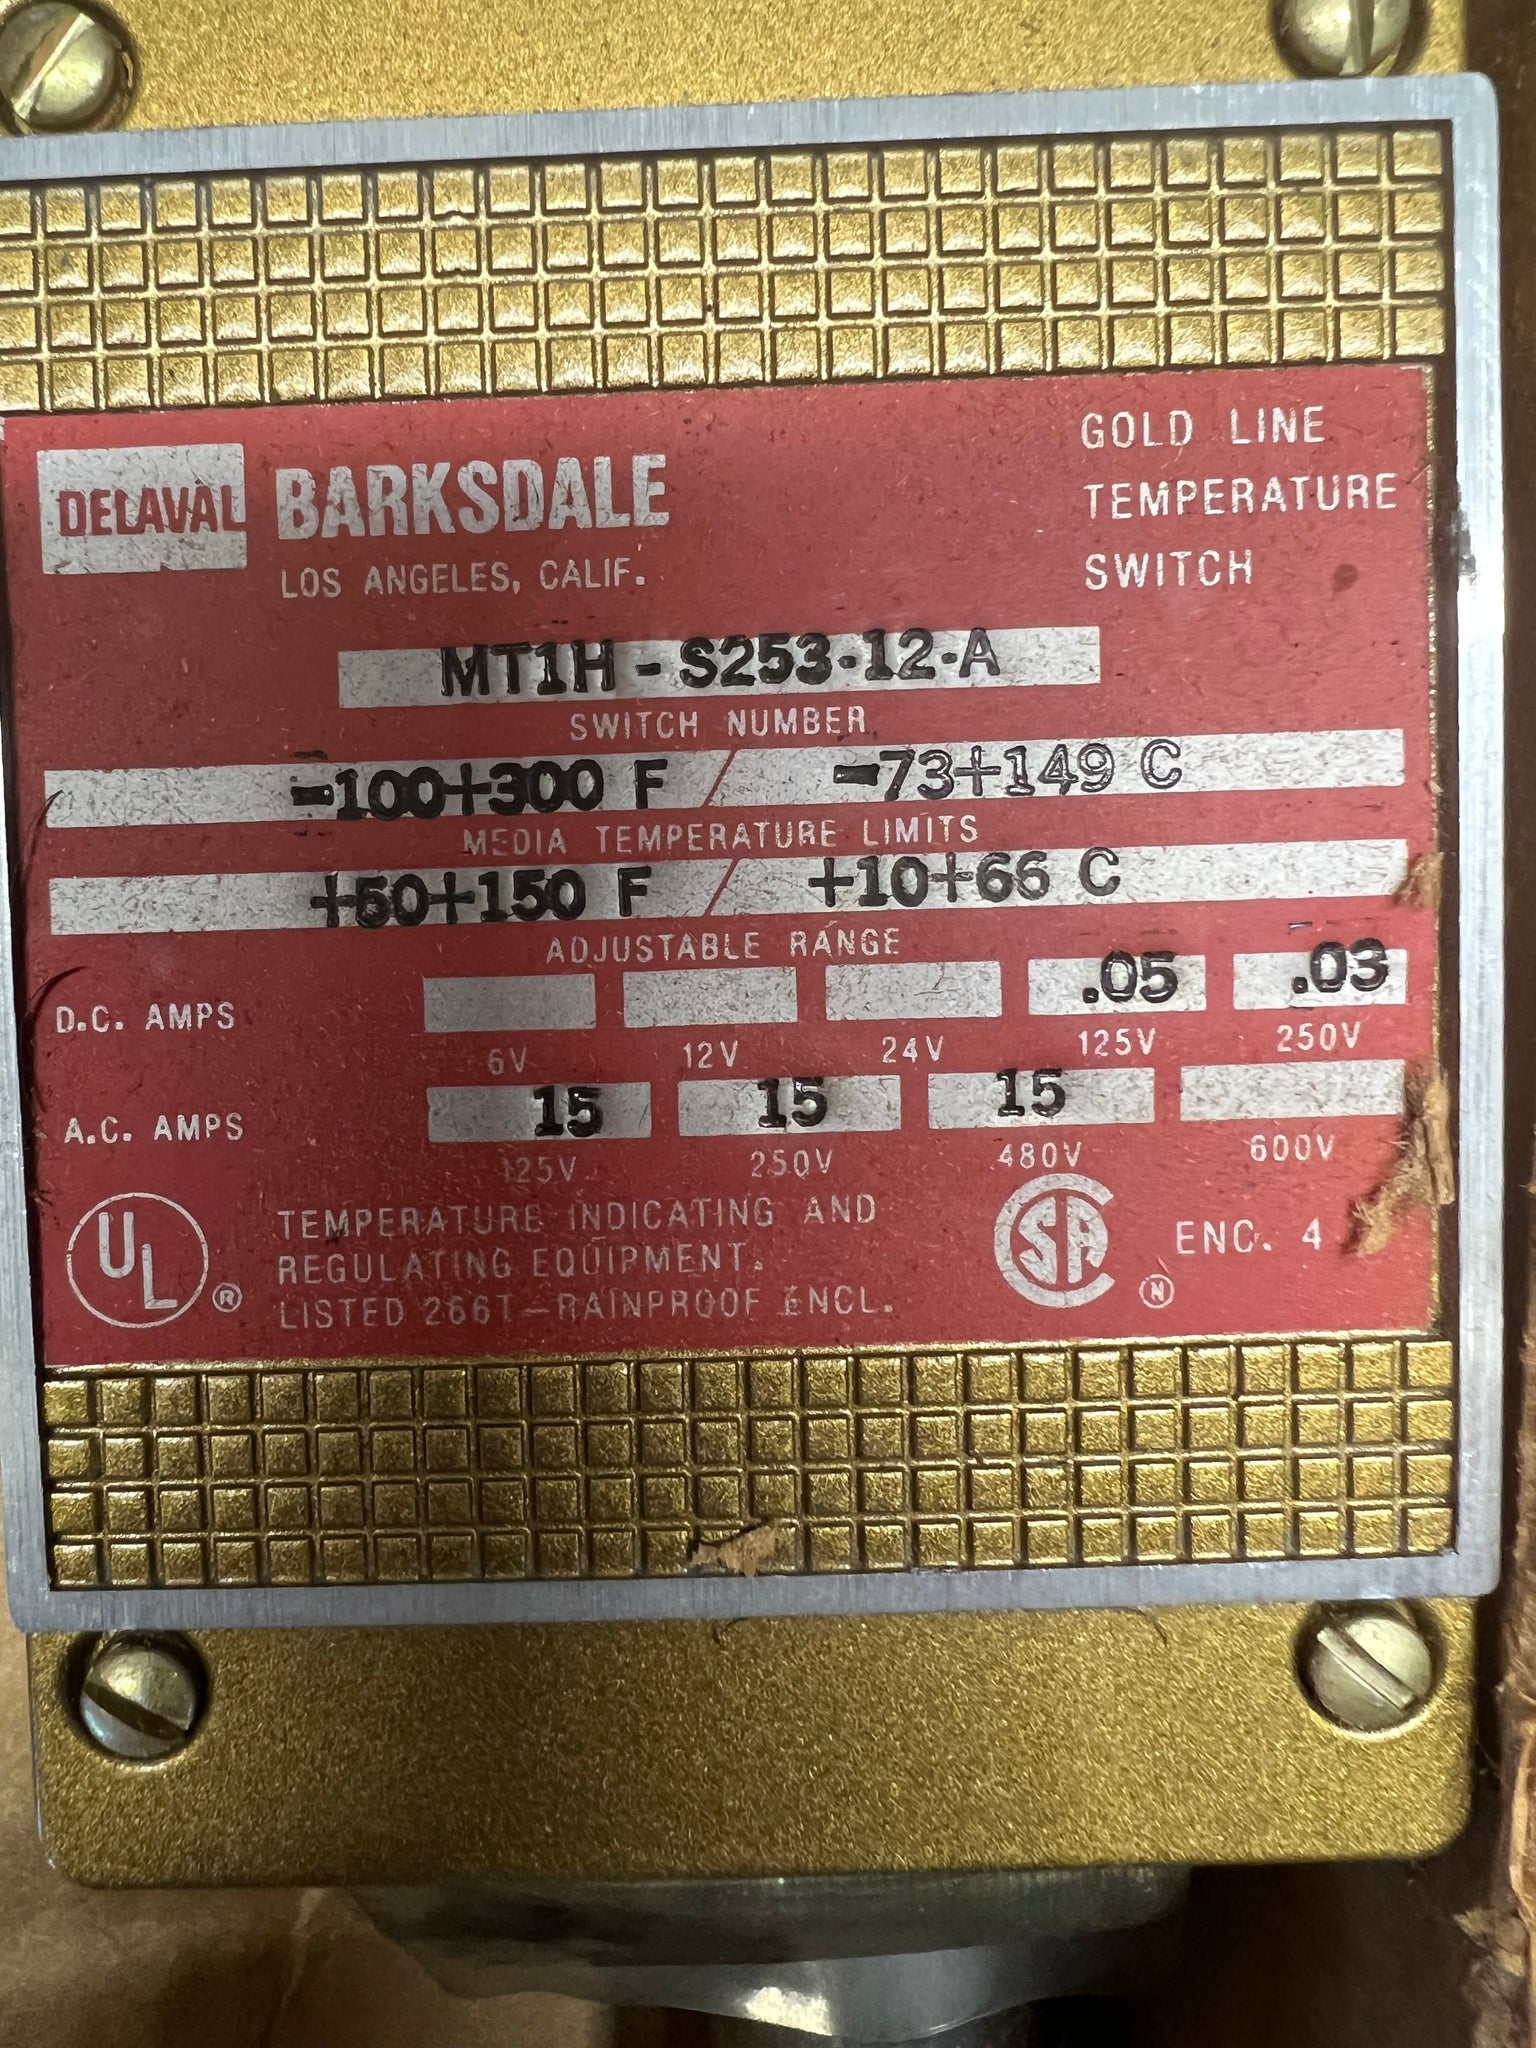 DELAVAL BARKSDALE
LOS ANGELES, CALIF.
GOLD LINE
TEMPERATURE
SWITCH
MT1H-S253-12-A
SWITCH NUMBER
-100+300 F / -73+149 C
MEDIA TEMPERATURE LIMITS
+50+150 F / +10+66 C
ADJUSTABLE RANGE
D.C. AMPS .05 .03
6V 12V 24V 125V 250V
A.C. AMPS 15 15 15
125V 250V 480V 600V
UL ®
TEMPERATURE INDICATING AND
REGULATING EQUIPMENT.
LISTED 266T—RAINPROOF ENCL.
SA N ENC. 4